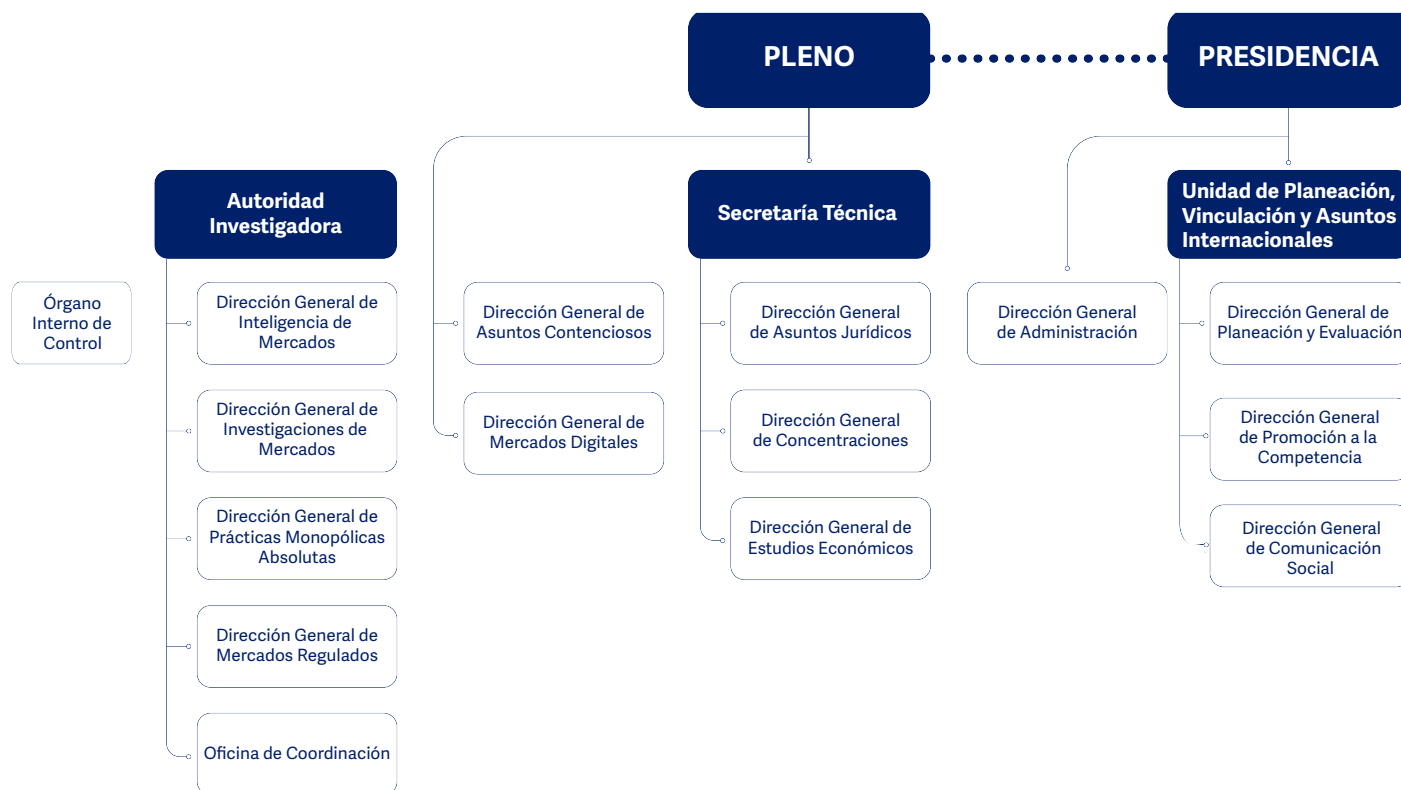 PLENO
PRESIDENCIA
Autoridad
Investigadora
Secretaría Técnica
Unidad de Planeación,
Vinculación y Asuntos
Internacionales
Órgano
Interno de
Control
Dirección General de
Inteligencia de
Mercados
Dirección General de
Investigaciones de
Mercados
Dirección General de
Prácticas Monopólicas
Absolutas
Dirección General de
Mercados Regulados
Oficina de Coordinación
Dirección General de
Asuntos Contenciosos
Dirección General de
Mercados Digitales
Dirección General
de Asuntos Jurídicos
Dirección General
de Concentraciones
Dirección General de
Estudios Económicos
Dirección General
de Administración
Dirección General de
Planeación y Evaluación
Dirección General
de Promoción a la
Competencia
Dirección General
de Comunicación
Social